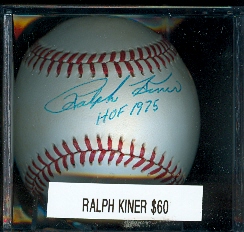 Ralph Kiner
HOF 1975
RALPH KINER $60